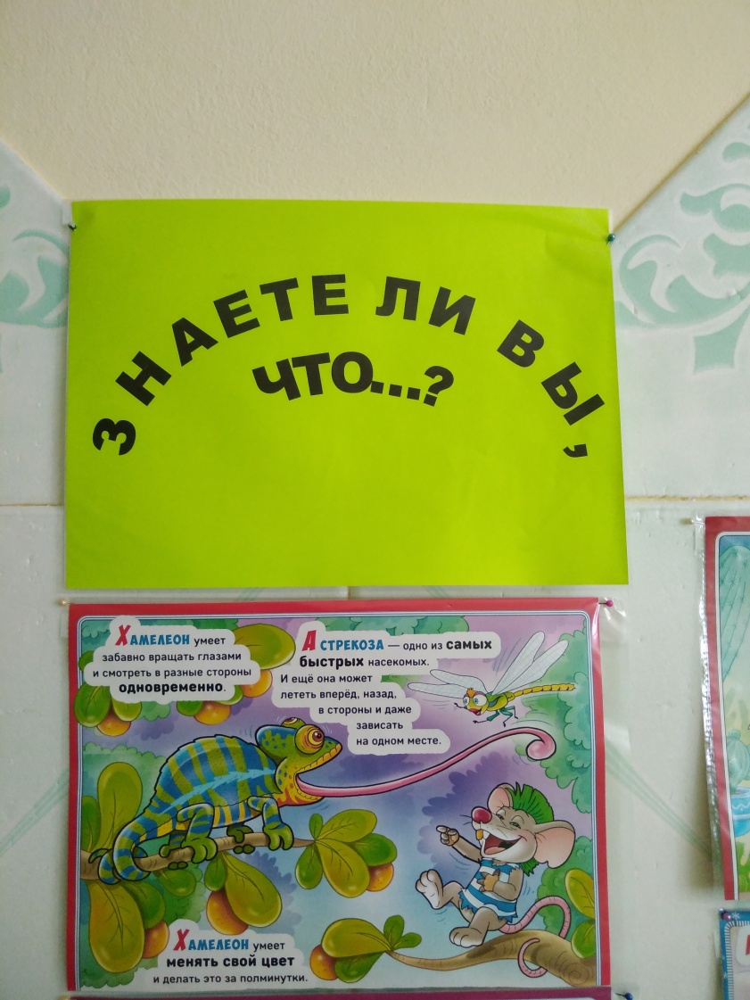 ЗНАЕТЕ ЛИ ВЫ,
ЧТО...?
ХАМЕЛЕОН умеет
забавно вращать глазами
и смотреть в разные стороны
одновременно.
А СТРЕКОЗА — одно из самых
быстрых насекомых.
И ещё она может
лететь вперёд, назад,
в стороны и даже
зависать
на одном месте.
ХАМЕЛЕОН умеет
менять свой цвет
и делать это за полминутки.